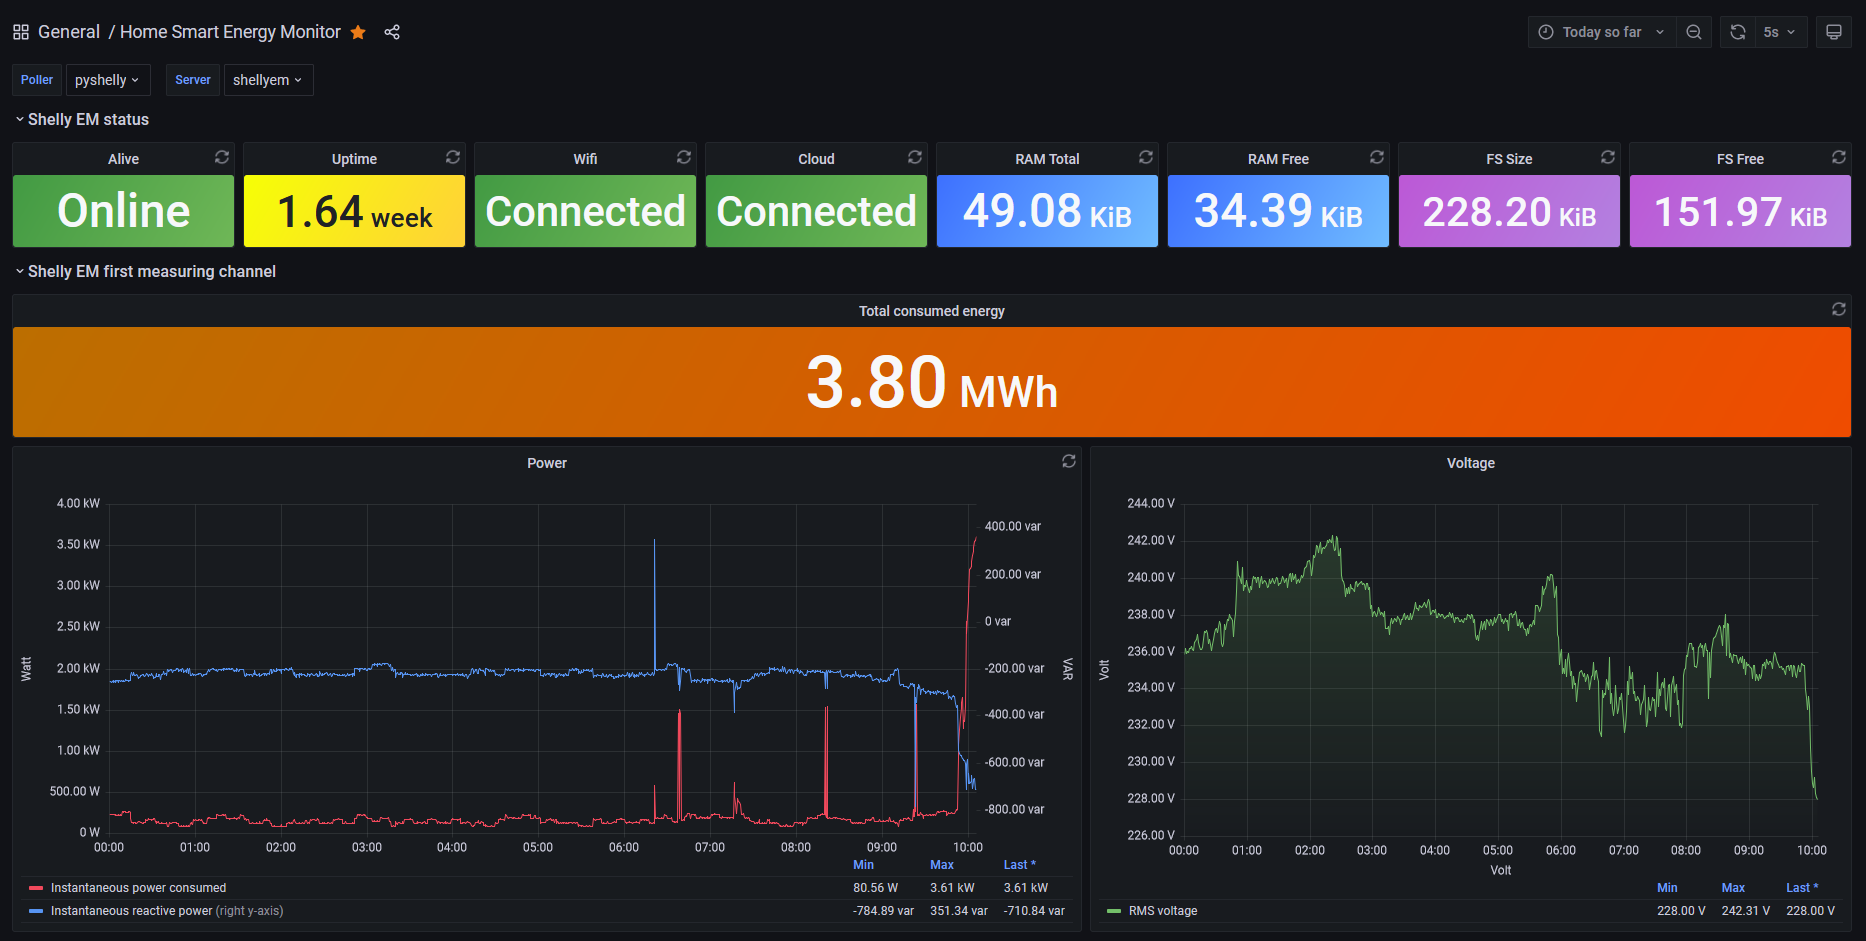 General / Home Smart Energy Monitor
Today so far
5s
Poller pyshelly Server shellyem
Shelly EM status
Alive Uptime Wifi Cloud RAM Total RAM Free FS Size FS Free
Online 1.64 week Connected Connected 49.08 KiB 34.39 KiB 228.20 KiB 151.97 KiB
Shelly EM first measuring channel
Total consumed energy
3.80 MWh
Power
4.00 kW
3.50 kW
3.00 kW
2.50 kW
2.00 kW
1.50 kW
1.00 kW
500.00 W
0 W
Watt
400.00 var
200.00 var
0 var
-200.00 var
-400.00 var
-600.00 var
-800.00 var
VAR
00:00 01:00 02:00 03:00 04:00 05:00 06:00 07:00 08:00 09:00 10:00
Min Max Last *
Instantaneous power consumed 80.56 W 3.61 kW 3.61 kW
Instantaneous reactive power (right y-axis) -784.89 var 351.34 var -710.84 var
Voltage
244.00 V
242.00 V
240.00 V
238.00 V
236.00 V
234.00 V
232.00 V
230.00 V
228.00 V
226.00 V
Volt
00:00 01:00 02:00 03:00 04:00 05:00 06:00 07:00 08:00 09:00 10:00
Volt
Min Max Last *
RMS voltage 228.00 V 242.31 V 228.00 V